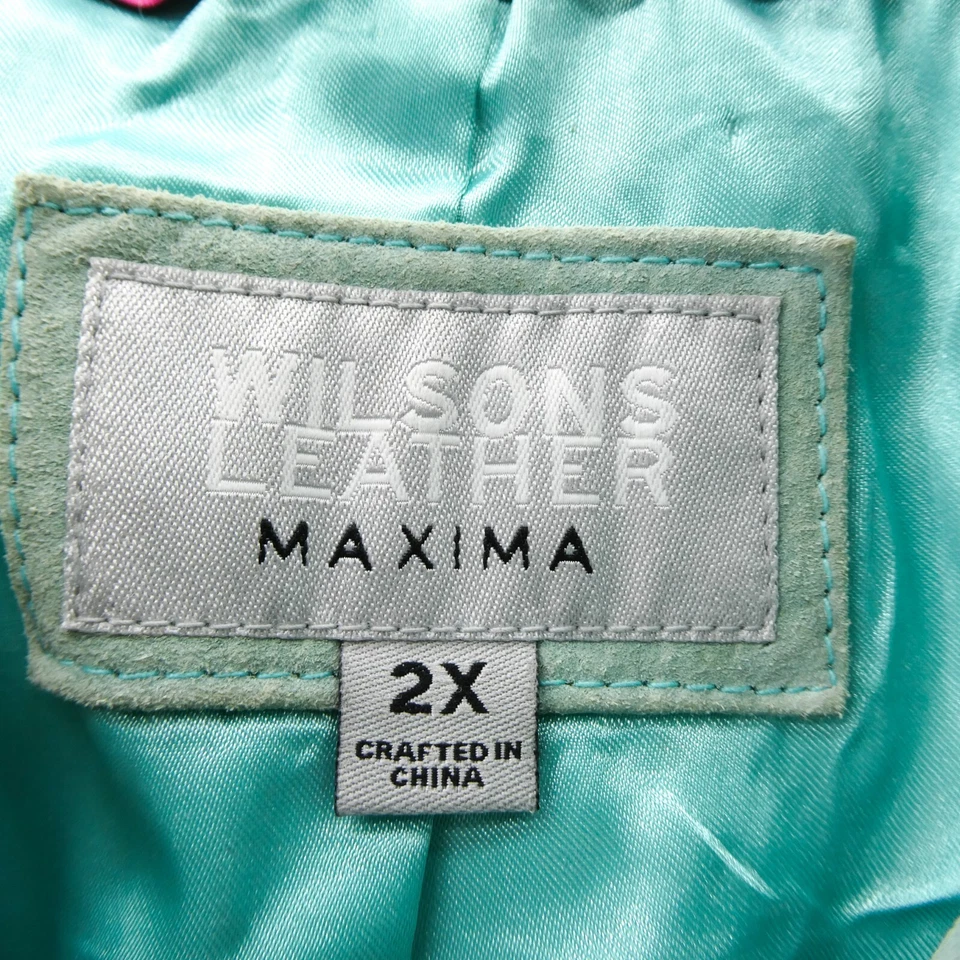 WILSONS
LEATHER
MAXIMA
2X
CRAFTED IN
CHINA